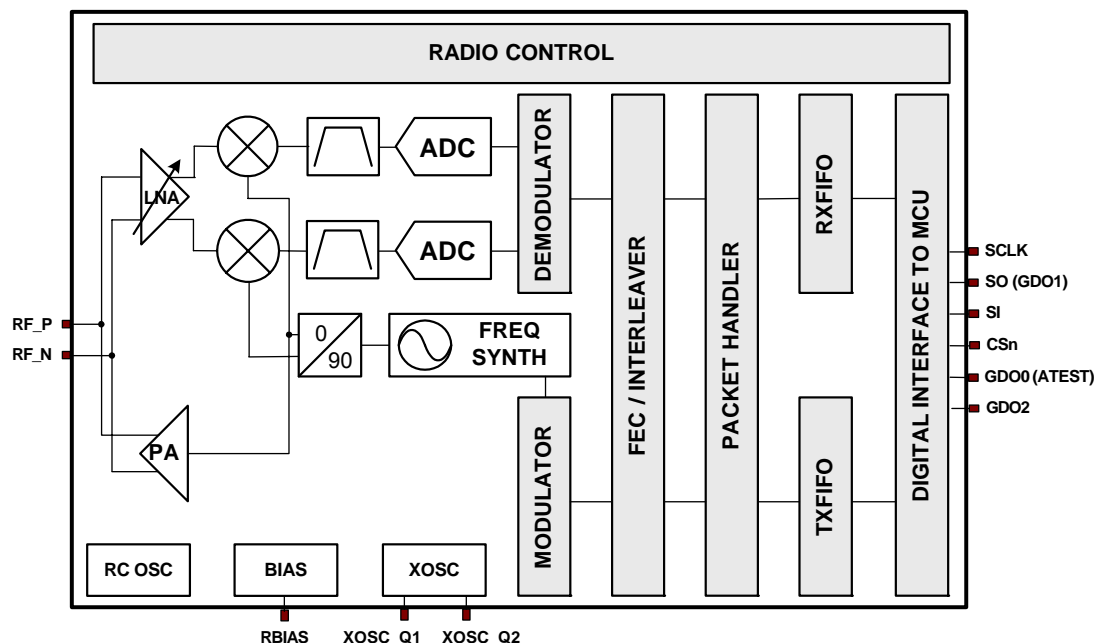 RADIO CONTROL
LNA
ADC
ADC
DEMODULATOR
FEC / INTERLEAVER
PACKET HANDLER
RXFIFO
DIGITAL INTERFACE TO MCU
SCLK
SO (GDO1)
SI
CSn
GDO0 (ATEST)
GDO2
RF_P
RF_N
0
90
FREQ
SYNTH
PA
MODULATOR
TXFIFO
RC OSC
BIAS
XOSC
RBIAS
XOSC_Q1
XOSC_Q2